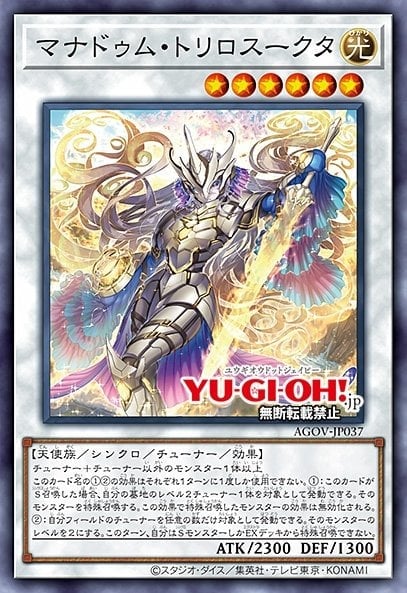 マナドゥム・トリロスークタ
ひかり
光
ユウギオウドットジェイピー
YU-GI-OH!.jp
無断転載禁止
AGOV-JP037
【天使族／シンクロ／チューナー／効果】
チューナー＋チューナー以外のモンスター1体以上
このカード名の①②の効果はそれぞれ1ターンに1度しか使用できない。①：このカードが
S召喚した場合、自分の墓地のレベル2チューナー1体を対象として発動できる。その
モンスターを特殊召喚する。この効果で特殊召喚したモンスターの効果は無効化される。
②：自分フィールドのチューナーを任意の数だけ対象として発動できる。そのモンスターの
レベルを2にする。このターン、自分はSモンスターしかEXデッキから特殊召喚できない。
ATK/2300 DEF/1300
©スタジオ・ダイス／集英社・テレビ東京・KONAMI